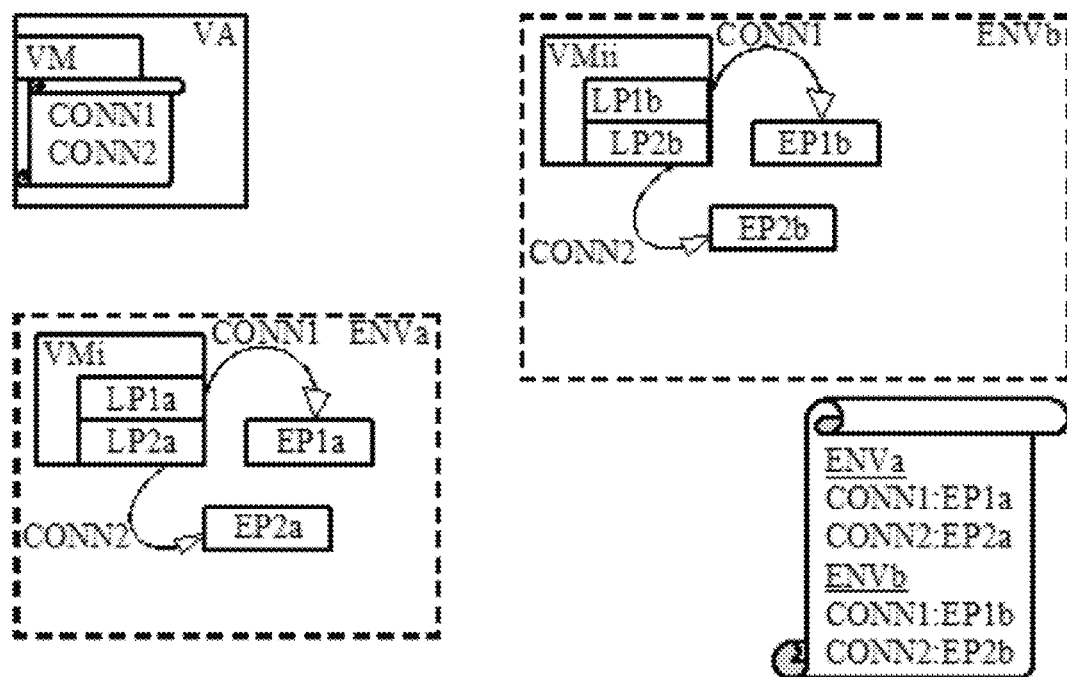 VA
VM
CONN1
CONN2
CONN1
ENVb
VMii
LP1b
LP2b
EP1b
EP2b
CONN2
CONN1
ENVa
VMi
LP1a
LP2a
EP1a
EP2a
CONN2
ENVa
CONN1:EP1a
CONN2:EP2a
ENVb
CONN1:EP1b
CONN2:EP2b